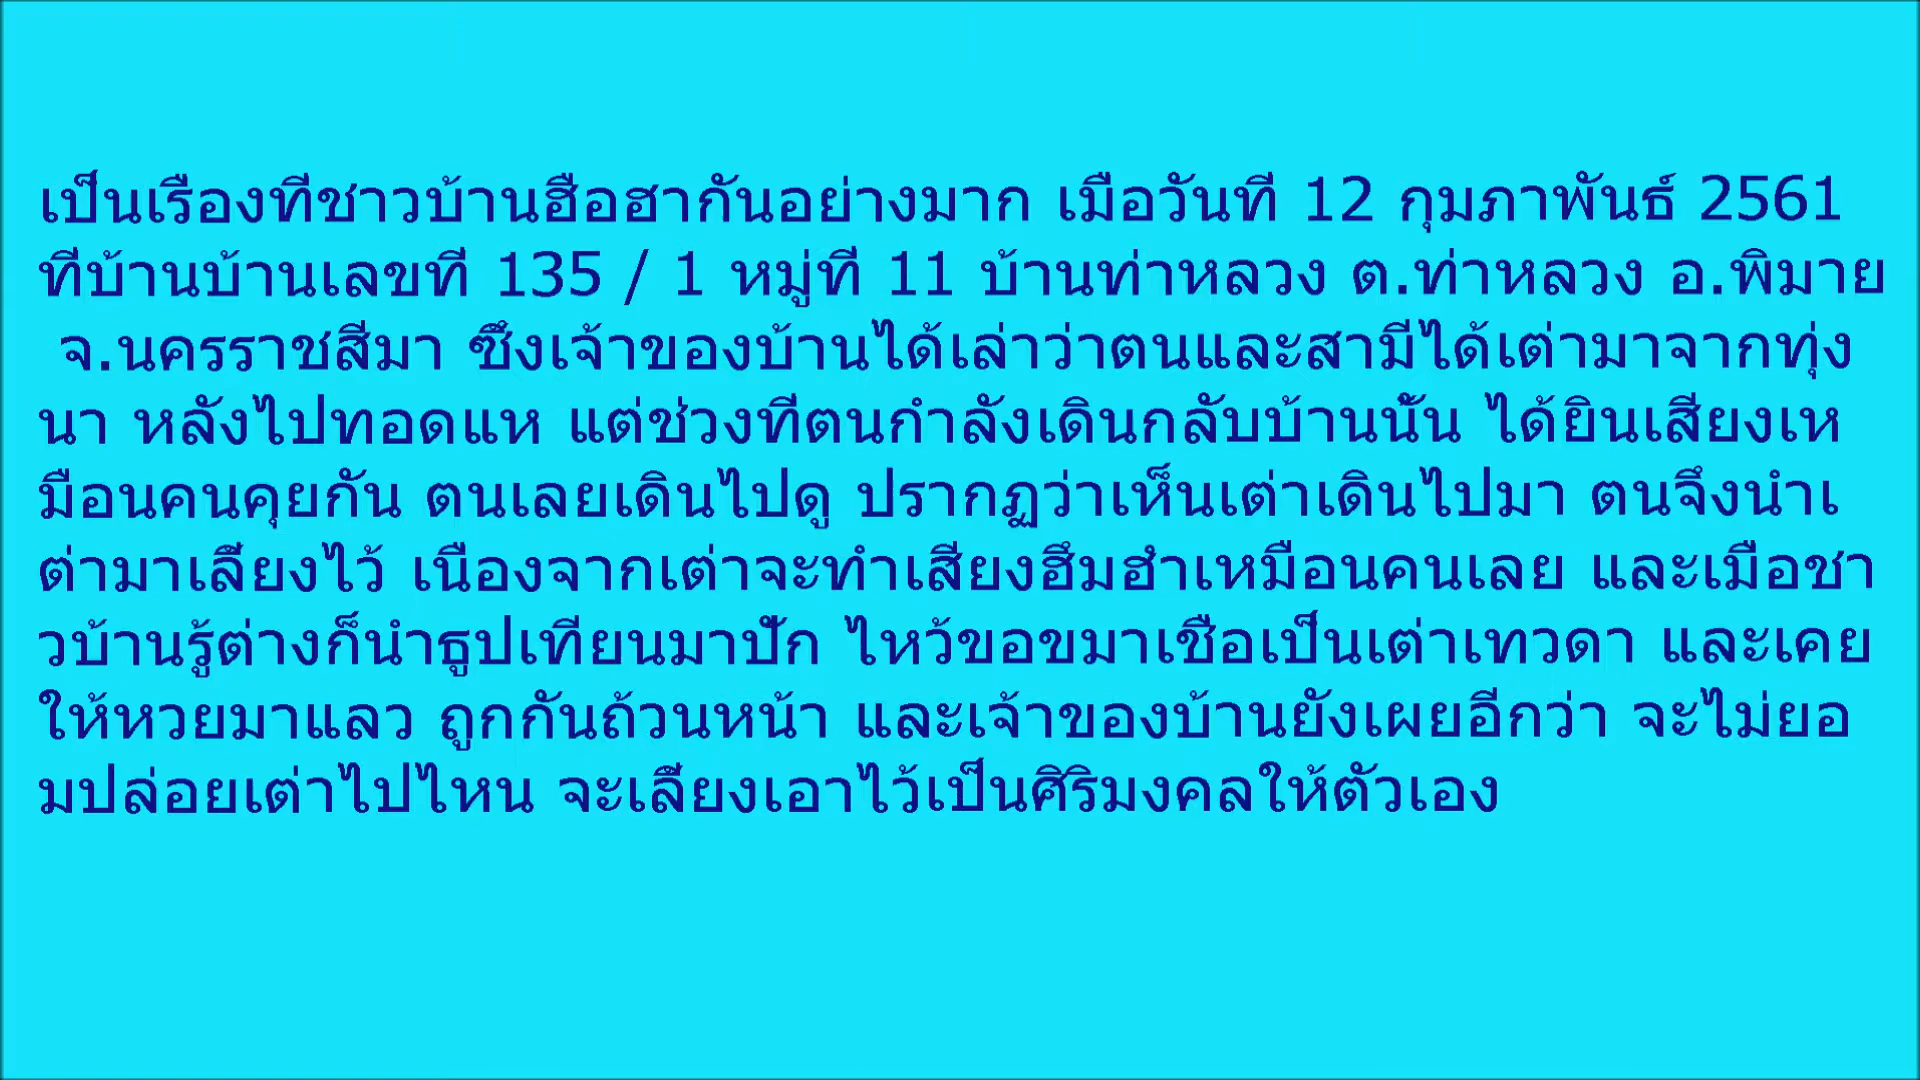 เป็นเรื่องที่ชาวบ้านฮือฮากันอย่างมาก เมื่อวันที่ 12 กุมภาพันธ์ 2561
ที่บ้านบ้านเลขที่ 135 / 1 หมู่ที่ 11 บ้านท่าหลวง ต.ท่าหลวง อ.พิมาย
จ.นครราชสีมา ซึ่งเจ้าของบ้านได้เล่าว่าตนและสามีได้เต่ามาจากทุ่ง
นา หลังไปทอดแห แต่ช่วงที่ตนกำลังเดินกลับบ้านนั้น ได้ยินเสียงเห
มือนคนคุยกัน ตนเลยเดินไปดู ปรากฏว่าเห็นเต่าเดินไปมา ตนจึงนำเ
ต่ามาเลี้ยงไว้ เนื่องจากเต่าจะทำเสียงฮึมฮำเหมือนคนเลย และเมื่อชา
วบ้านรู้ต่างก็นำธูปเทียนมาปัก ไหว้ขอขมาเชื่อเป็นเต่าเทวดา และเคย
ให้หวยมาแลว ถูกกันถ้วนหน้า และเจ้าของบ้านยังเผยอีกว่า จะไม่ยอ
มปล่อยเต่าไปไหน จะเลี้ยงเอาไว้เป็นศิริมงคลให้ตัวเอง